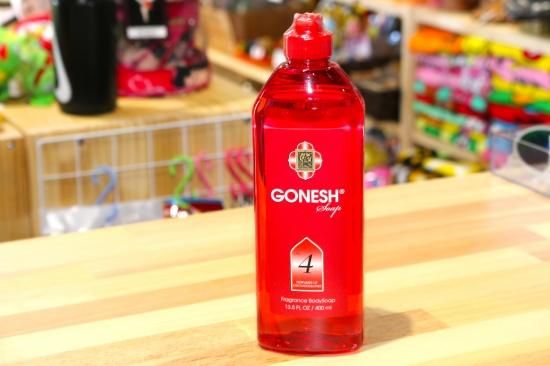 GONESH®
Soap
4
Fragrance BodySoap
13.5 FL OZ / 400 ml